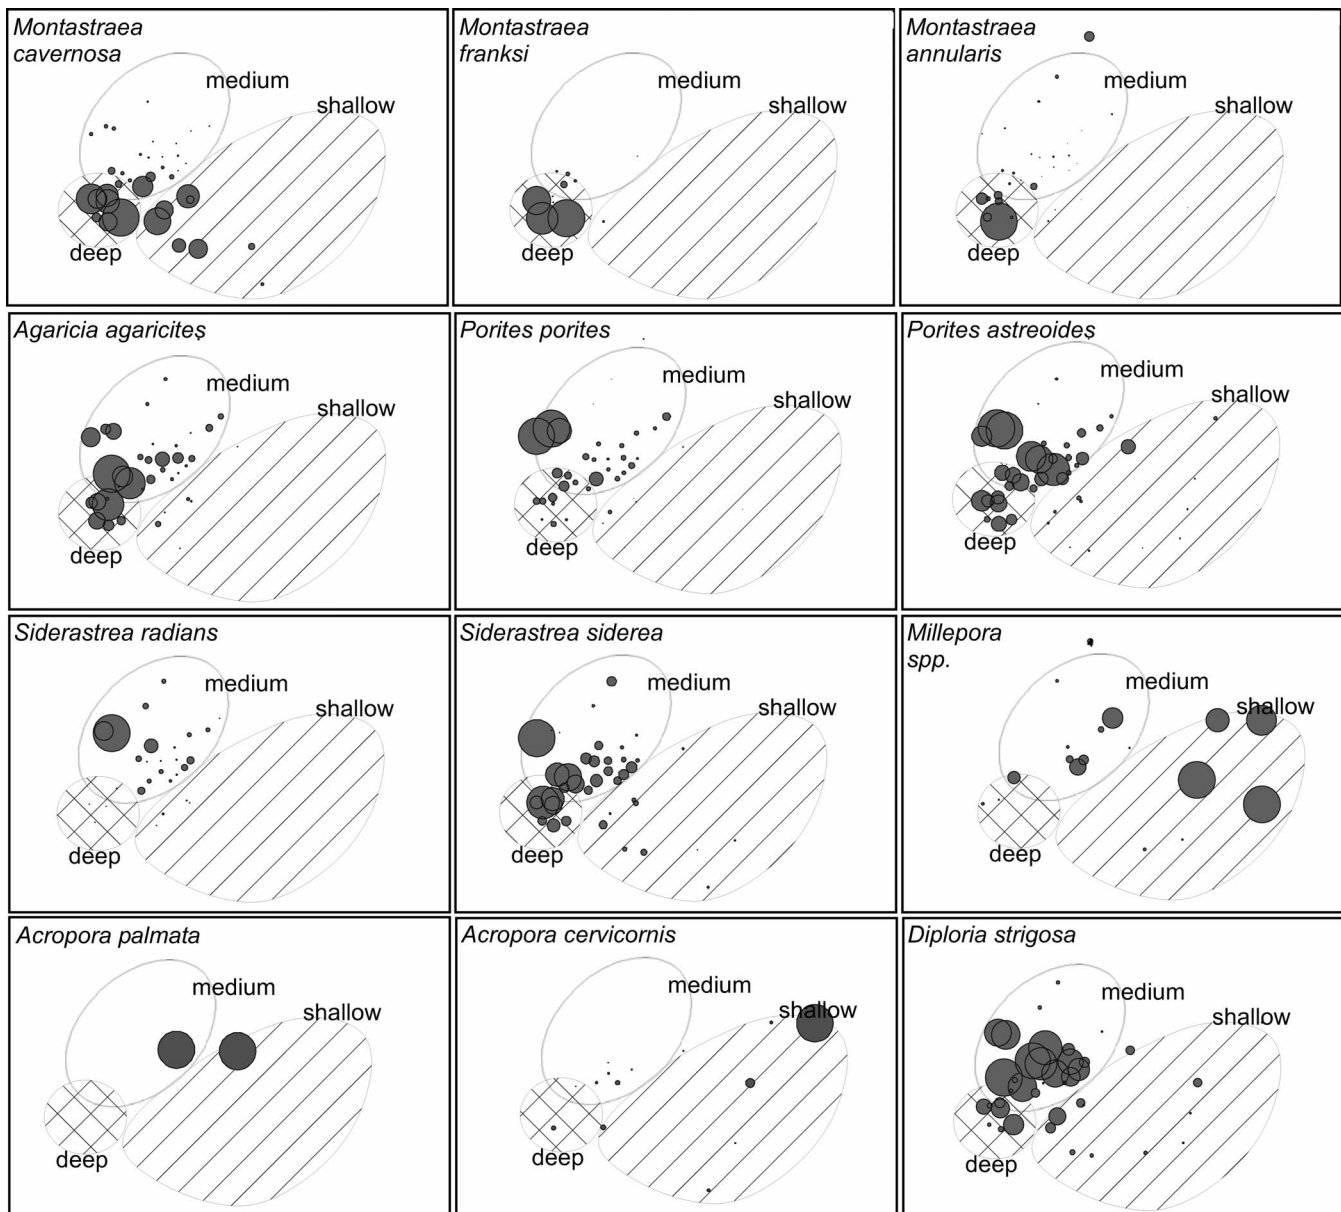 Montastraea
cavernosa
medium
shallow
deep
Montastraea
franksi
medium
shallow
deep
Montastraea
annularis
medium
shallow
deep
Agaricia agaricites
medium
shallow
deep
Porites porites
medium
shallow
deep
Porites astreoides
medium
shallow
deep
Siderastrea radians
medium
shallow
deep
Siderastrea siderea
medium
shallow
deep
Millepora
spp.
medium
shallow
deep
Acropora palmata
medium
shallow
deep
Acropora cervicornis
medium
shallow
deep
Diploria strigosa
medium
shallow
deep